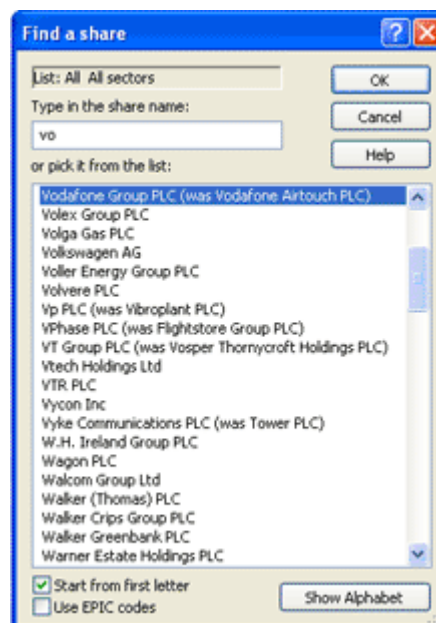 Find a share
List: All All sectors
OK
Type in the share name:
Cancel
vo
Help
or pick it from the list:
Vodafone Group PLC (was Vodafone Airtouch PLC)
Volex Group PLC
Volga Gas PLC
Volkswagen AG
Voller Energy Group PLC
Volvere PLC
Vp PLC (was Vibroplant PLC)
VPhase PLC (was Flightstore Group PLC)
VT Group PLC (was Vosper Thornycroft Holdings PLC)
Vtech Holdings Ltd
VTR PLC
Vycon Inc
Vyke Communications PLC (was Tower PLC)
W.H. Ireland Group PLC
Wagon PLC
Walcom Group Ltd
Walker (Thomas) PLC
Walker Crips Group PLC
Walker Greenbank PLC
Warner Estate Holdings PLC
Start from first letter
Use EPIC codes
Show Alphabet